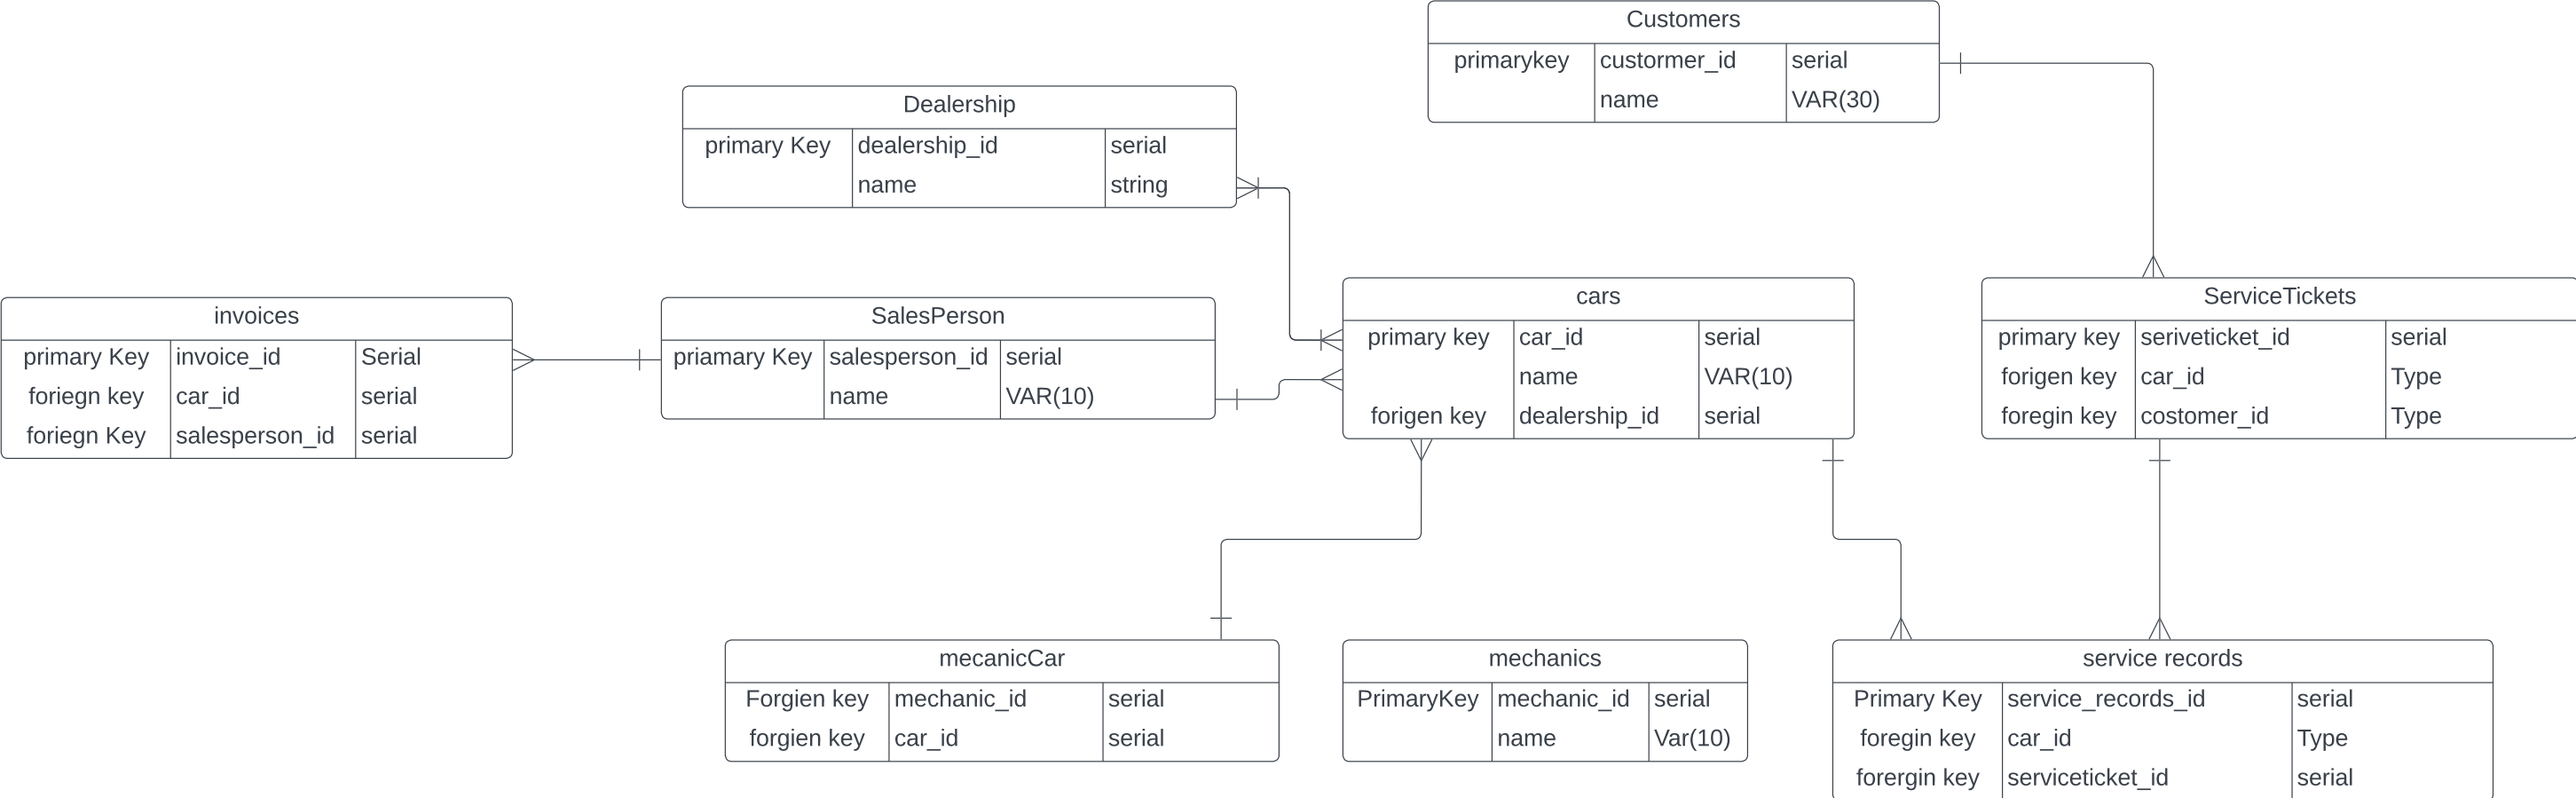 Customers
primarykey custormer_id serial
name VAR(30)
Dealership
primary Key dealership_id serial
name string
invoices
primary Key invoice_id Serial
foriegn key car_id serial
foriegn Key salesperson_id serial
SalesPerson
priamary Key salesperson_id serial
name VAR(10)
cars
primary key car_id serial
name VAR(10)
forigen key dealership_id serial
ServiceTickets
primary key seriveticket_id serial
forigen key car_id Type
foregin key costomer_id Type
mecanicCar
Forgien key mechanic_id serial
forgien key car_id serial
mechanics
PrimaryKey mechanic_id serial
name Var(10)
service records
Primary Key service_records_id serial
foregin key car_id Type
forergin key serviceticket_id serial